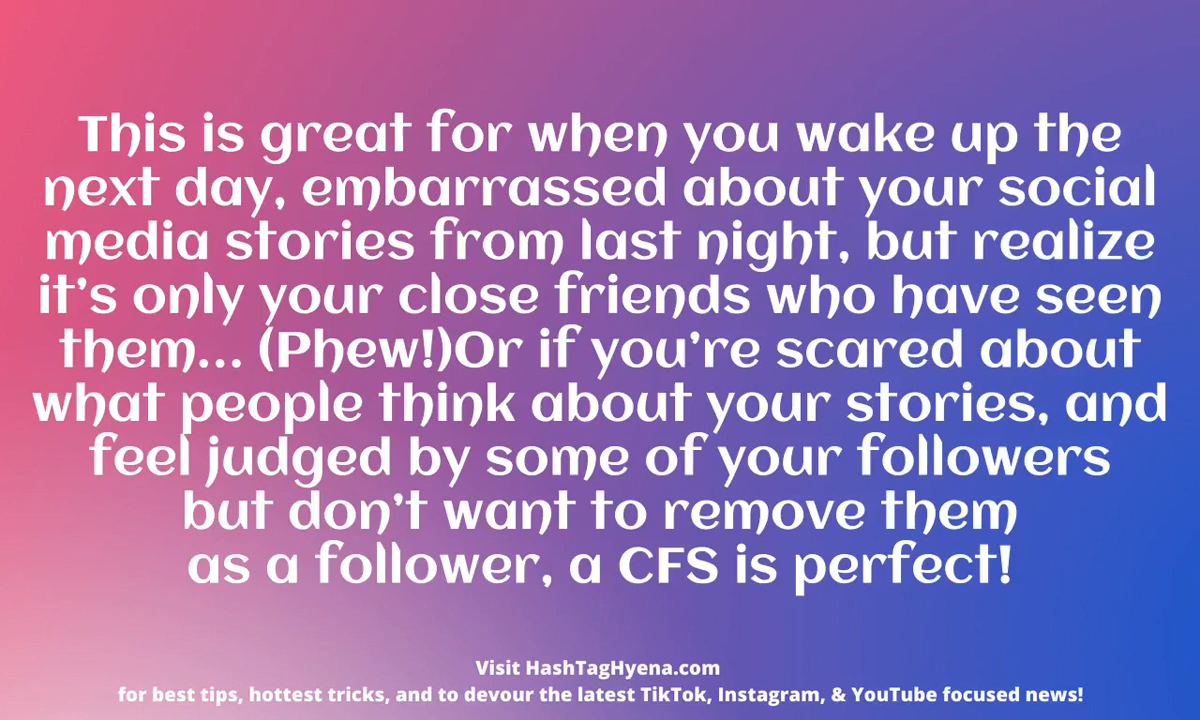 This is great for when you wake up the
next day, embarrassed about your social
media stories from last night, but realize
it's only your close friends who have seen
them... (Phew!)Or if you're scared about
what people think about your stories, and
feel judged by some of your followers
but don't want to remove them
as a follower, a CFS is perfect!
Visit HashTagHyena.com
for best tips, hottest tricks, and to devour the latest TikTok, Instagram, & YouTube focused news!